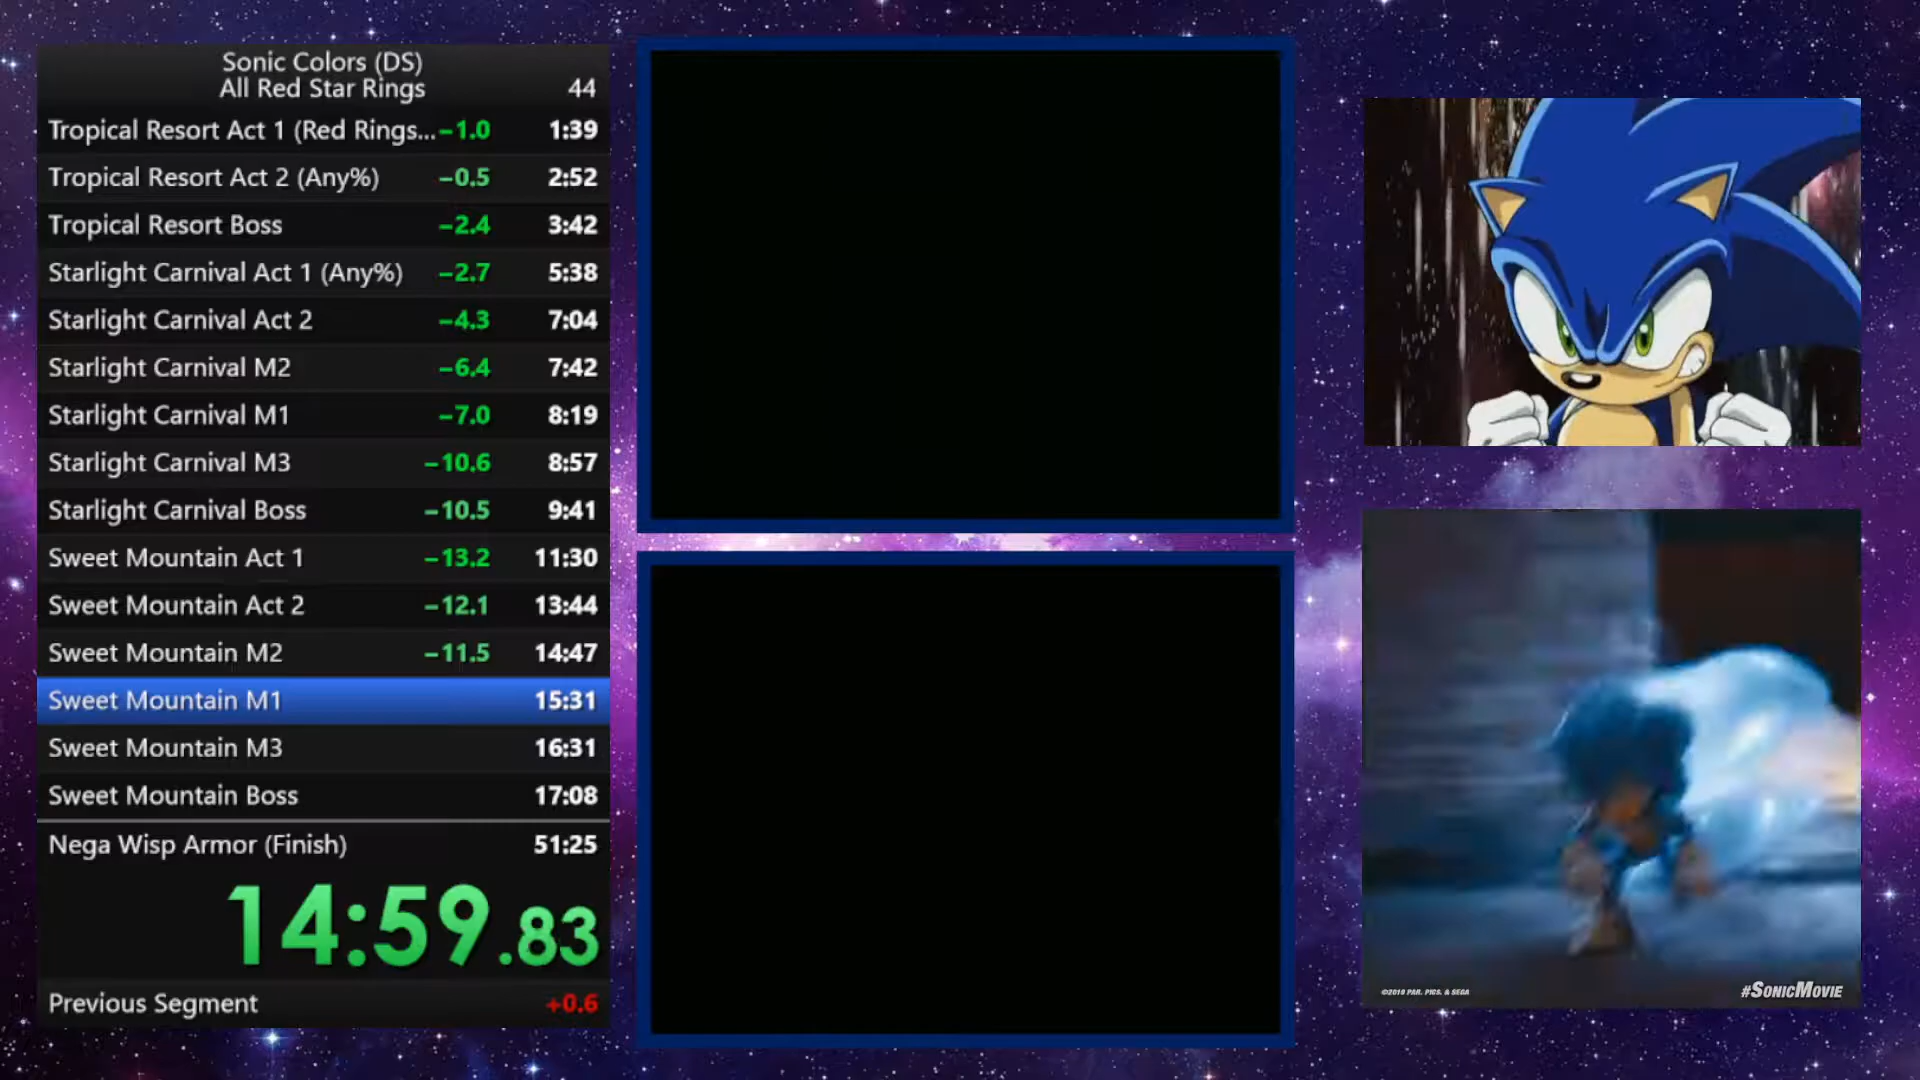 Sonic Colors (DS)
All Red Star Rings 44
Tropical Resort Act 1 (Red Rings... −1.0 1:39
Tropical Resort Act 2 (Any%) −0.5 2:52
Tropical Resort Boss −2.4 3:42
Starlight Carnival Act 1 (Any%) −2.7 5:38
Starlight Carnival Act 2 −4.3 7:04
Starlight Carnival M2 −6.4 7:42
Starlight Carnival M1 −7.0 8:19
Starlight Carnival M3 −10.6 8:57
Starlight Carnival Boss −10.5 9:41
Sweet Mountain Act 1 −13.2 11:30
Sweet Mountain Act 2 −12.1 13:44
Sweet Mountain M2 −11.5 14:47
Sweet Mountain M1 15:31
Sweet Mountain M3 16:31
Sweet Mountain Boss 17:08
Nega Wisp Armor (Finish) 51:25
14:59.83
Previous Segment +0.6
©2019 PAR. PICS. & SEGA
#SONICMOVIE